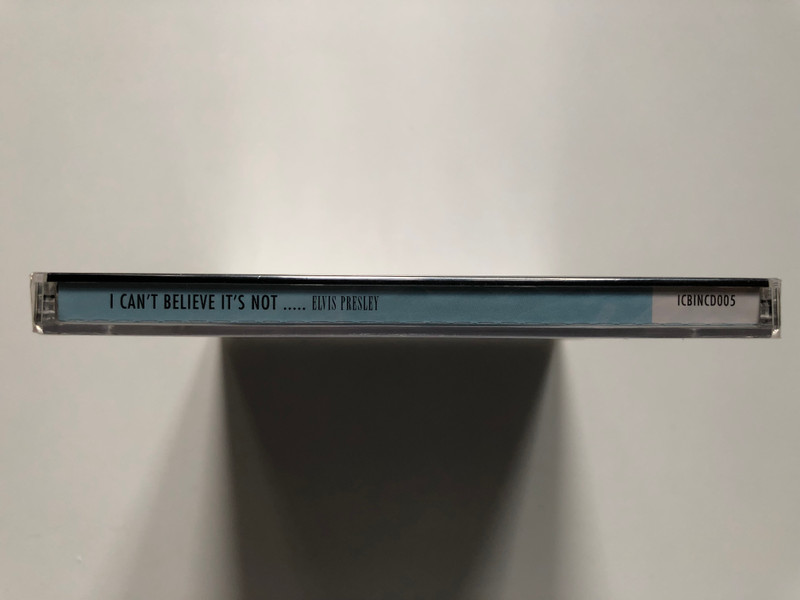 I CAN'T BELIEVE IT'S NOT ..... ELVIS PRESLEY ICBINCD005